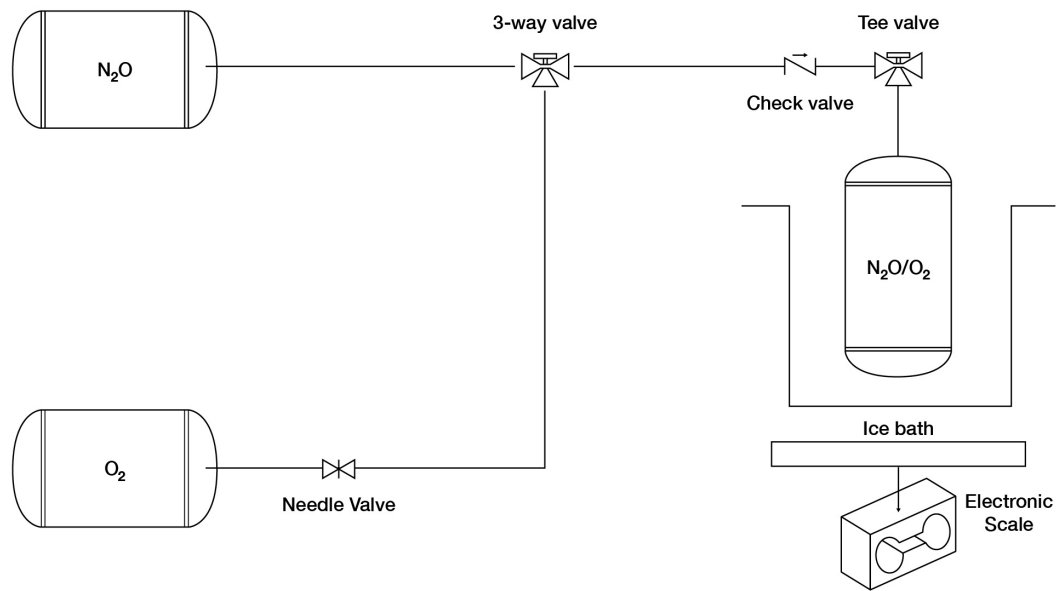 3-way valve
Tee valve
N₂O
Check valve
N₂O/O₂
Ice bath
O₂
Needle Valve
Electronic
Scale